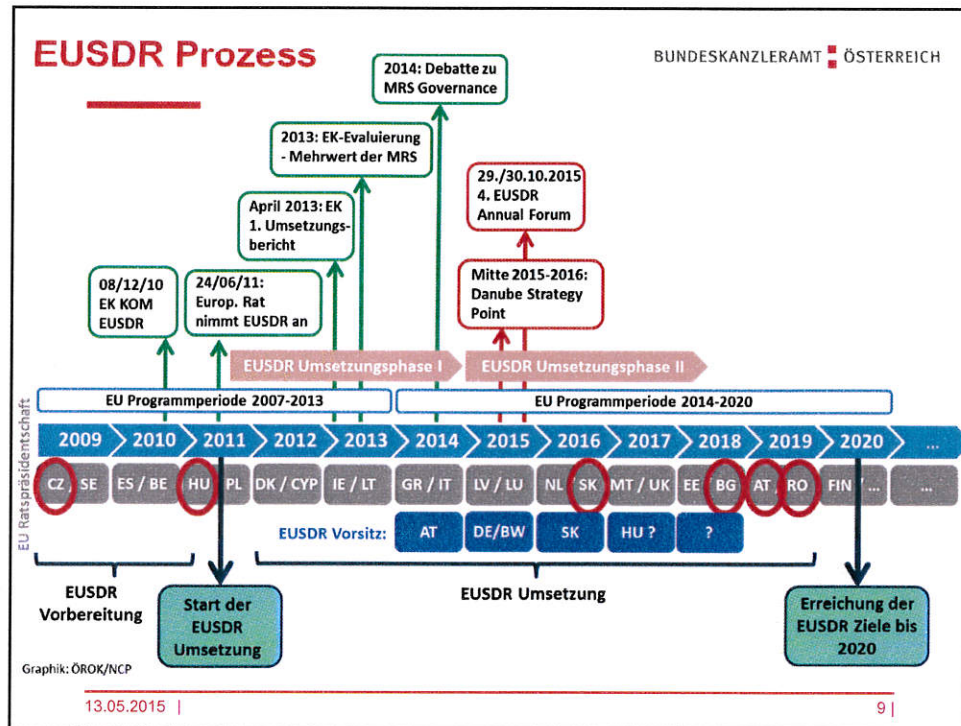 EUSDR Prozess
BUNDESKANZLERAMT ÖSTERREICH
2014: Debatte zu
MRS Governance
2013: EK-Evaluierung
- Mehrwert der MRS
29./30.10.2015
4. EUSDR
Annual Forum
April 2013: EK
1. Umsetzungs-
bericht
08/12/10
EK KOM
EUSDR
24/06/11:
Europ. Rat
nimmt EUSDR an
Mitte 2015-2016:
Danube Strategy
Point
EUSDR Umsetzungsphase I
EUSDR Umsetzungsphase II
EU Programmperiode 2007-2013
EU Programmperiode 2014-2020
2009 2010 2011 2012 2013 2014 2015 2016 2017 2018 2019 2020 ...
EU Ratspräsidentschaft
CZ / SE ES / BE HU / PL DK / CYP IE / LT GR / IT LV / LU NL / SK MT / UK EE / BG AT / RO FIN / ... ...
EUSDR Vorsitz: AT DE/BW SK HU ? ?
EUSDR
Vorbereitung
EUSDR Umsetzung
Start der
EUSDR
Umsetzung
Erreichung der
EUSDR Ziele bis
2020
Graphik: ÖROK/NCP
13.05.2015 |
9 |